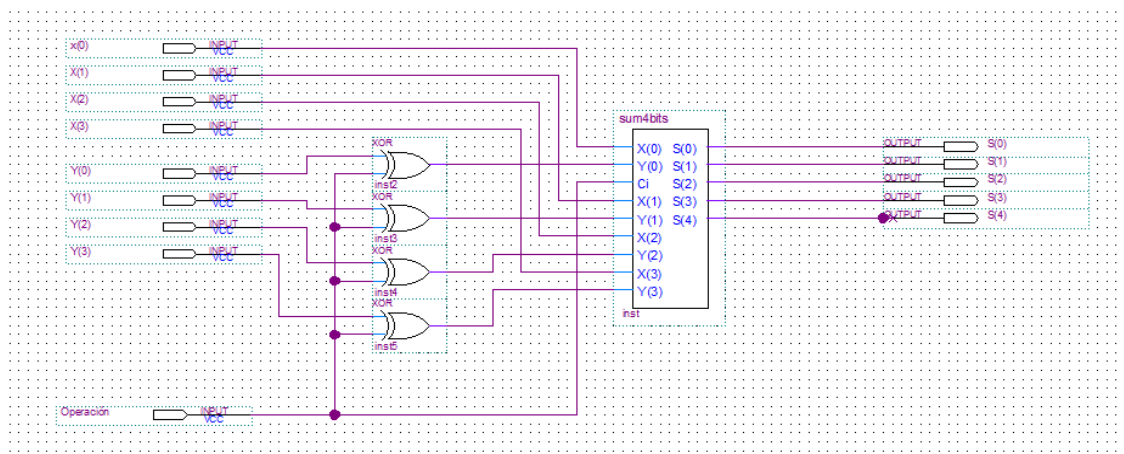 x(0) INPUT VCC
X(1) INPUT VCC
X(2) INPUT VCC
X(3) INPUT VCC
Y(0) INPUT VCC
Y(1) INPUT VCC
Y(2) INPUT VCC
Y(3) INPUT VCC
Operación INPUT VCC
XOR
inst2
XOR
inst3
XOR
inst4
XOR
inst5
sum4bits
X(0) S(0)
Y(0) S(1)
Ci S(2)
X(1) S(3)
Y(1) S(4)
X(2)
Y(2)
X(3)
Y(3)
inst
OUTPUT S(0)
OUTPUT S(1)
OUTPUT S(2)
OUTPUT S(3)
OUTPUT S(4)